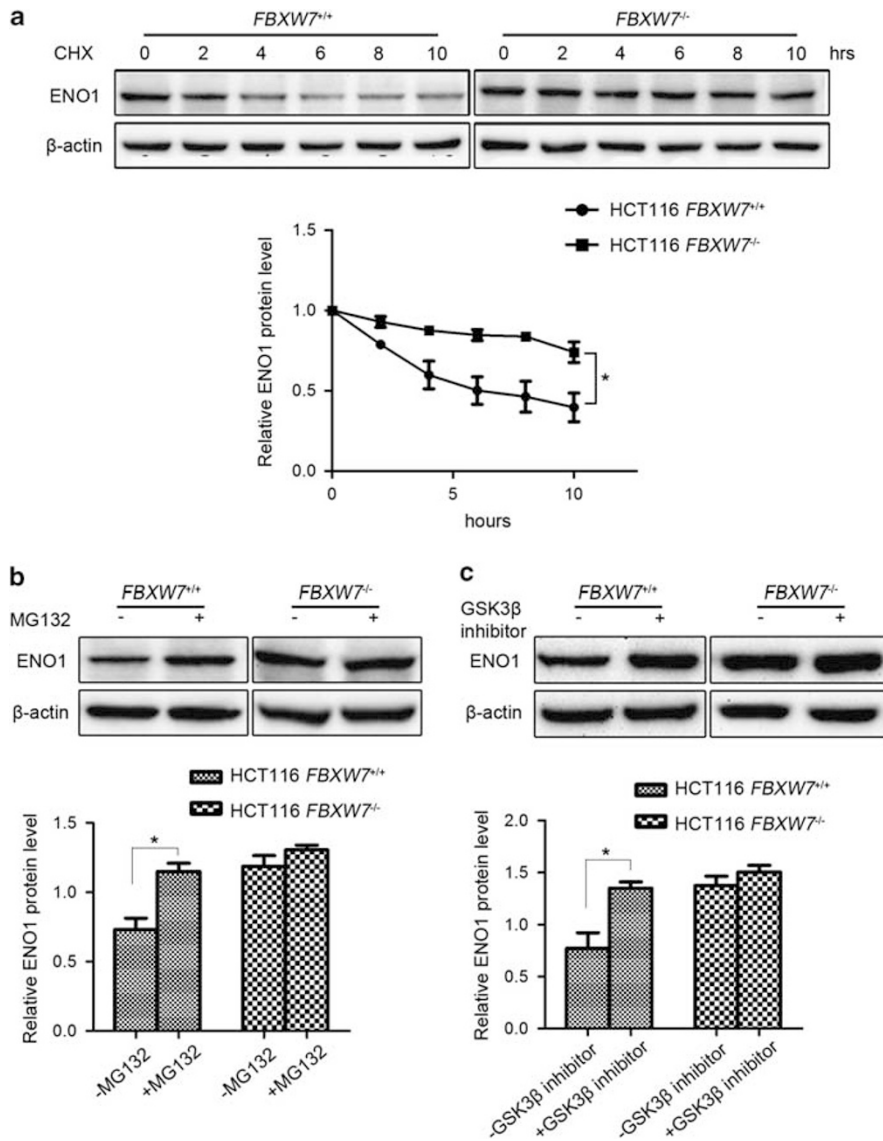 a
FBXW7+/+ FBXW7-/-
CHX 0 2 4 6 8 10 0 2 4 6 8 10 hrs
ENO1
β-actin
HCT116 FBXW7+/+
HCT116 FBXW7-/-
Relative ENO1 protein level
1.5
1.0
0.5
0.0
*
0 5 10
hours
b
FBXW7+/+ FBXW7-/-
MG132 - + - +
ENO1
β-actin
HCT116 FBXW7+/+
HCT116 FBXW7-/-
Relative ENO1 protein level
1.5
1.0
0.5
0.0
*
-MG132 +MG132 -MG132 +MG132
c
FBXW7+/+ FBXW7-/-
GSK3β
inhibitor - + - +
ENO1
β-actin
HCT116 FBXW7+/+
HCT116 FBXW7-/-
Relative ENO1 protein level
2.0
1.5
1.0
0.5
0.0
*
-GSK3β inhibitor +GSK3β inhibitor -GSK3β inhibitor +GSK3β inhibitor